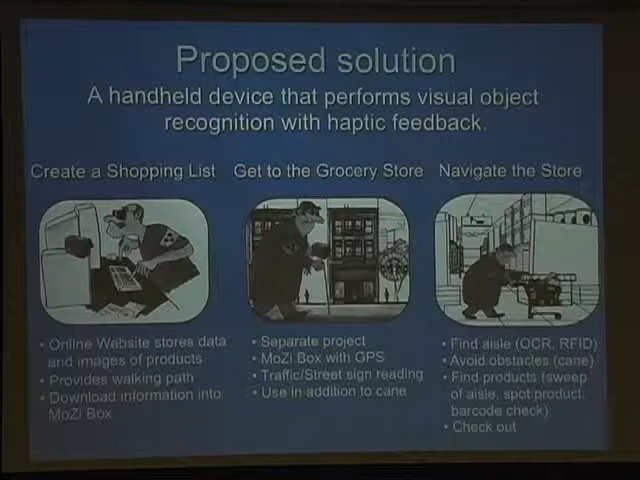 Proposed solution
A handheld device that performs visual object
recognition with haptic feedback.
Create a Shopping List
Get to the Grocery Store
Navigate the Store
• Online Website stores data
and images of products
• Provides walking path
• Download information into
MoZi Box
• Separate project
• MoZi Box with GPS
• Traffic/Street sign reading
• Use in addition to cane
• Find aisle (OCR, RFID)
• Avoid obstacles (cane)
• Find products (sweep
of aisle, spot product,
barcode check)
• Check out